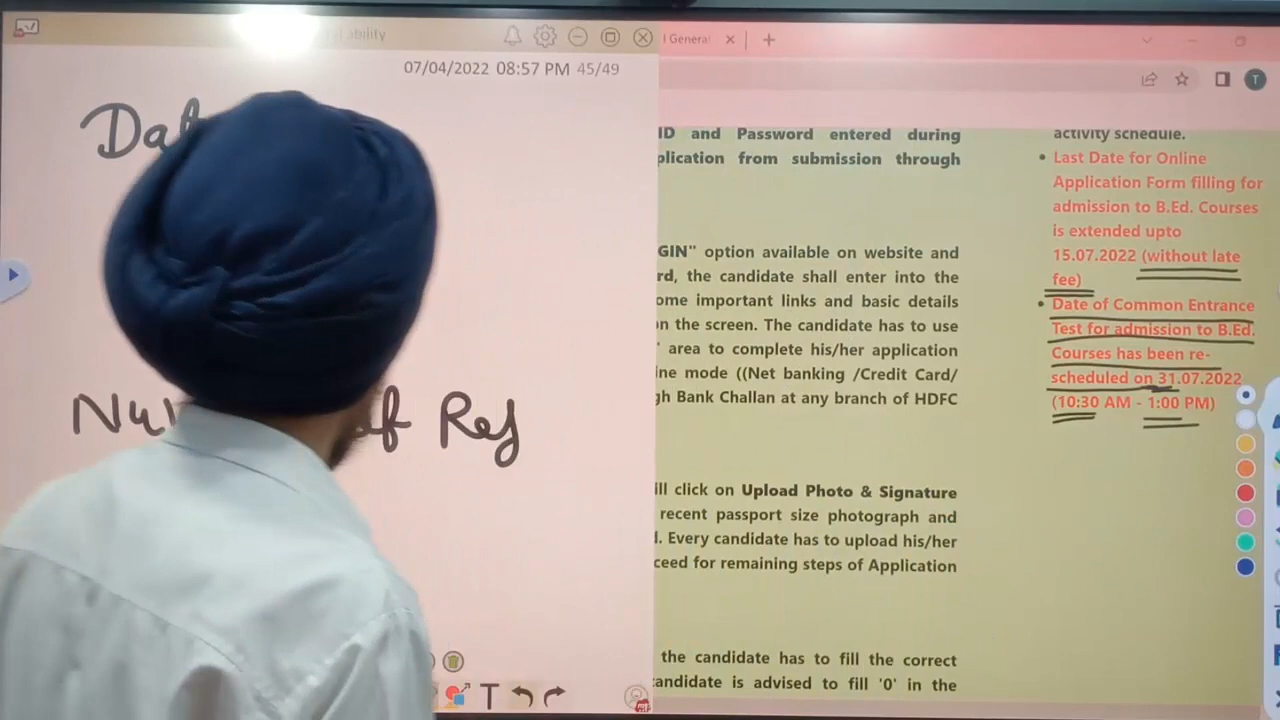 ability
07/04/2022 08:57 PM 45/49
of Rej
T
l General
T
ID and Password entered during
plication from submission through
GIN" option available on website and
rd, the candidate shall enter into the
ome important links and basic details
n the screen. The candidate has to use
' area to complete his/her application
ine mode ((Net banking /Credit Card/
gh Bank Challan at any branch of HDFC
ill click on Upload Photo & Signature
recent passport size photograph and
. Every candidate has to upload his/her
ceed for remaining steps of Application
the candidate has to fill the correct
candidate is advised to fill '0' in the
activity schedule.
• Last Date for Online
Application Form filling for
admission to B.Ed. Courses
is extended upto
15.07.2022 (without late
fee)
• Date of Common Entrance
Test for admission to B.Ed.
Courses has been re-
scheduled on 31.07.2022
(10:30 AM - 1:00 PM)